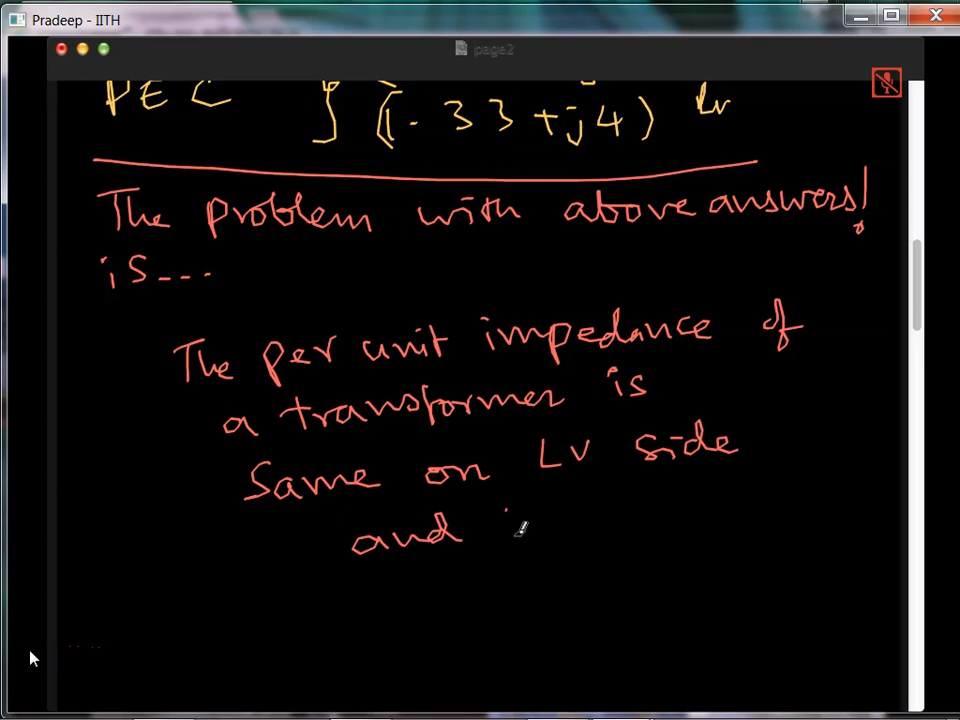 Pradeep - IITH
page2
PEC } (1.33 + j4) LV
The problem with above answers!
is---
The per unit impedance of
a transformer is
Same on LV side
and